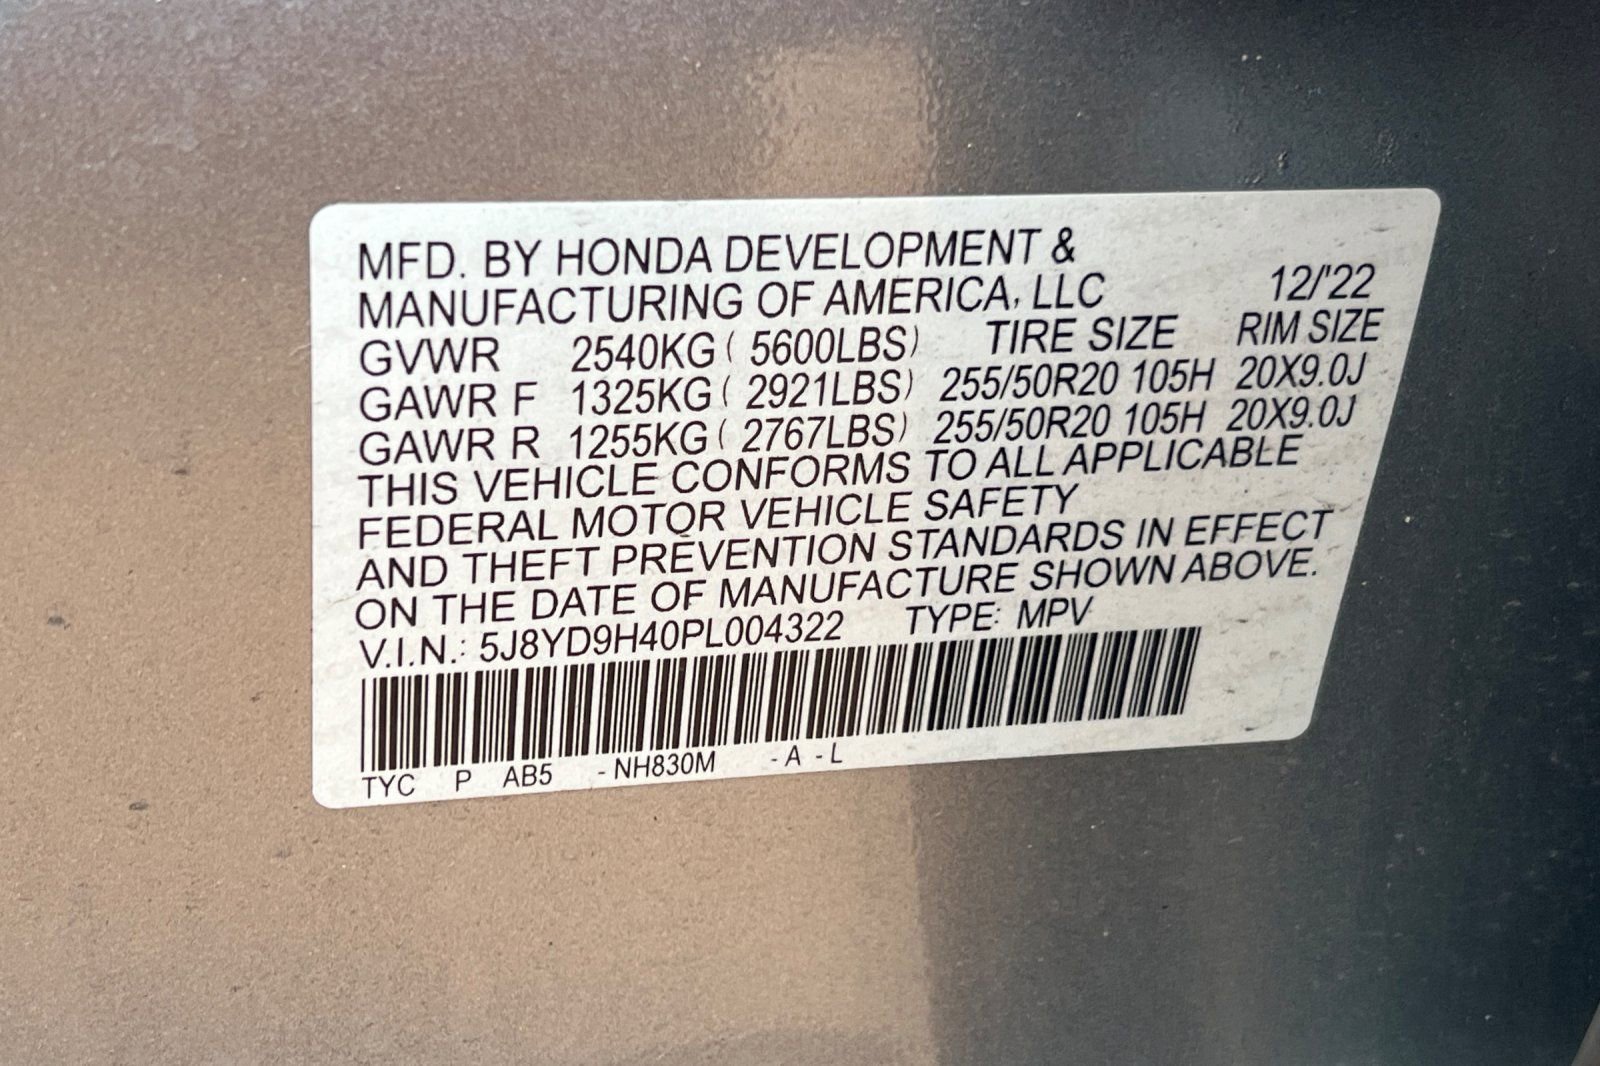 MFD. BY HONDA DEVELOPMENT &
MANUFACTURING OF AMERICA, LLC 12/'22
GVWR 2540KG ( 5600LBS) TIRE SIZE RIM SIZE
GAWR F 1325KG ( 2921LBS) 255/50R20 105H 20X9.0J
GAWR R 1255KG ( 2767LBS) 255/50R20 105H 20X9.0J
THIS VEHICLE CONFORMS TO ALL APPLICABLE
FEDERAL MOTOR VEHICLE SAFETY
AND THEFT PREVENTION STANDARDS IN EFFECT
ON THE DATE OF MANUFACTURE SHOWN ABOVE.
V.I.N.: 5J8YD9H40PL004322 TYPE: MPV
TYC P AB5 -NH830M -A -L